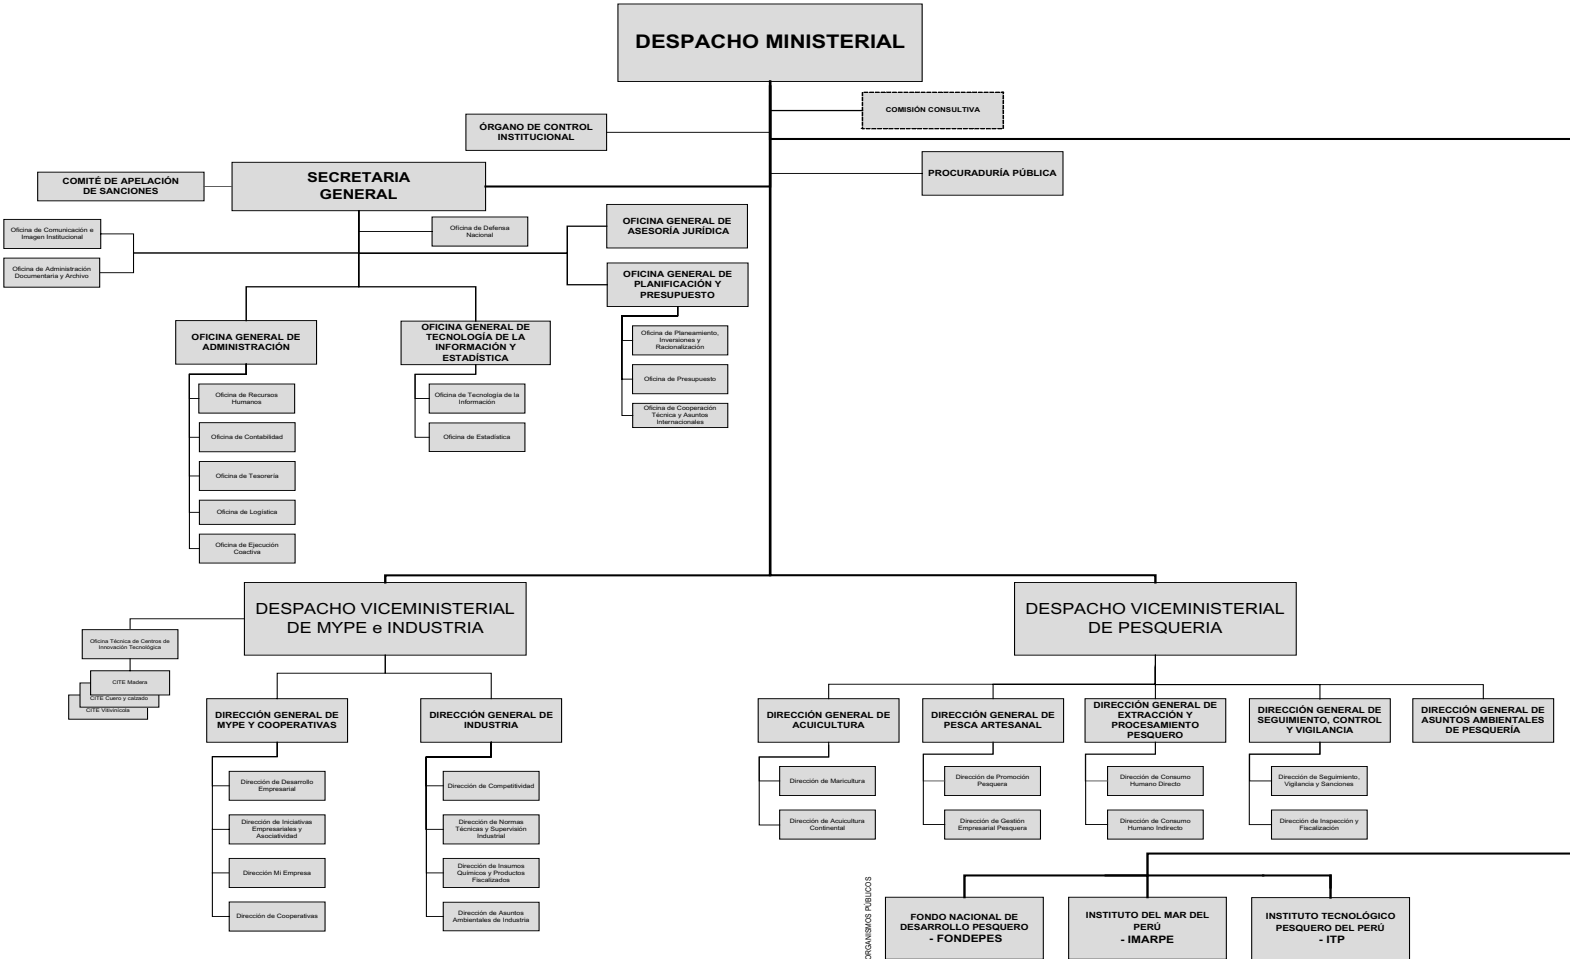 DESPACHO MINISTERIAL
COMISIÓN CONSULTIVA
ÓRGANO DE CONTROL
INSTITUCIONAL
PROCURADURÍA PÚBLICA
COMITÉ DE APELACIÓN
DE SANCIONES
SECRETARIA
GENERAL
Oficina de Comunicación e
Imagen Institucional
Oficina de Administración
Documentaria y Archivo
Oficina de Defensa
Nacional
OFICINA GENERAL DE
ASESORÍA JURÍDICA
OFICINA GENERAL DE
PLANIFICACIÓN Y
PRESUPUESTO
Oficina de Planeamiento,
Inversiones y
Racionalización
Oficina de Presupuesto
Oficina de Cooperación
Técnica y Asuntos
Internacionales
OFICINA GENERAL DE
ADMINISTRACIÓN
Oficina de Recursos
Humanos
Oficina de Contabilidad
Oficina de Tesorería
Oficina de Logística
Oficina de Ejecución
Coactiva
OFICINA GENERAL DE
TECNOLOGÍA DE LA
INFORMACIÓN Y
ESTADÍSTICA
Oficina de Tecnología de la
Información
Oficina de Estadística
DESPACHO VICEMINISTERIAL
DE MYPE e INDUSTRIA
Oficina Técnica de Centros de
Innovación Tecnológica
CITE Madera
CITE Cuero y calzado
CITE Vitivinícola
DIRECCIÓN GENERAL DE
MYPE Y COOPERATIVAS
Dirección de Desarrollo
Empresarial
Dirección de Iniciativas
Empresariales y
Asociatividad
Dirección Mi Empresa
Dirección de Cooperativas
DIRECCIÓN GENERAL DE
INDUSTRIA
Dirección de Competitividad
Dirección de Normas
Técnicas y Supervisión
Industrial
Dirección de Insumos
Químicos y Productos
Fiscalizados
Dirección de Asuntos
Ambientales de Industria
DESPACHO VICEMINISTERIAL
DE PESQUERIA
DIRECCIÓN GENERAL DE
ACUICULTURA
Dirección de Maricultura
Dirección de Acuicultura
Continental
DIRECCIÓN GENERAL DE
PESCA ARTESANAL
Dirección de Promoción
Pesquera
Dirección de Gestión
Empresarial Pesquera
DIRECCIÓN GENERAL DE
EXTRACCIÓN Y
PROCESAMIENTO
PESQUERO
Dirección de Consumo
Humano Directo
Dirección de Consumo
Humano Indirecto
DIRECCIÓN GENERAL DE
SEGUIMIENTO, CONTROL
Y VIGILANCIA
Dirección de Seguimiento,
Vigilancia y Sanciones
Dirección de Inspección y
Fiscalización
DIRECCIÓN GENERAL DE
ASUNTOS AMBIENTALES
DE PESQUERÍA
ORGANISMOS PÚBLICOS
FONDO NACIONAL DE
DESARROLLO PESQUERO
- FONDEPES
INSTITUTO DEL MAR DEL
PERÚ
- IMARPE
INSTITUTO TECNOLÓGICO
PESQUERO DEL PERÚ
- ITP